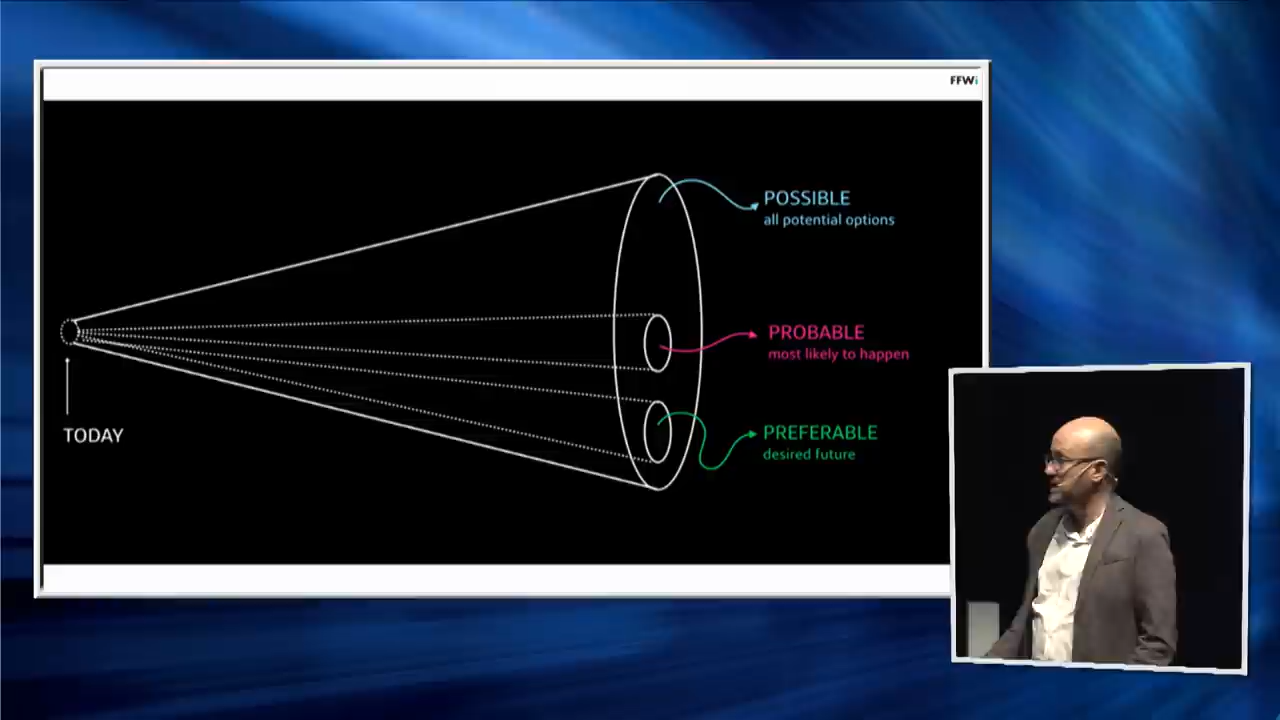 FFWi
POSSIBLE
all potential options
PROBABLE
most likely to happen
PREFERABLE
desired future
TODAY